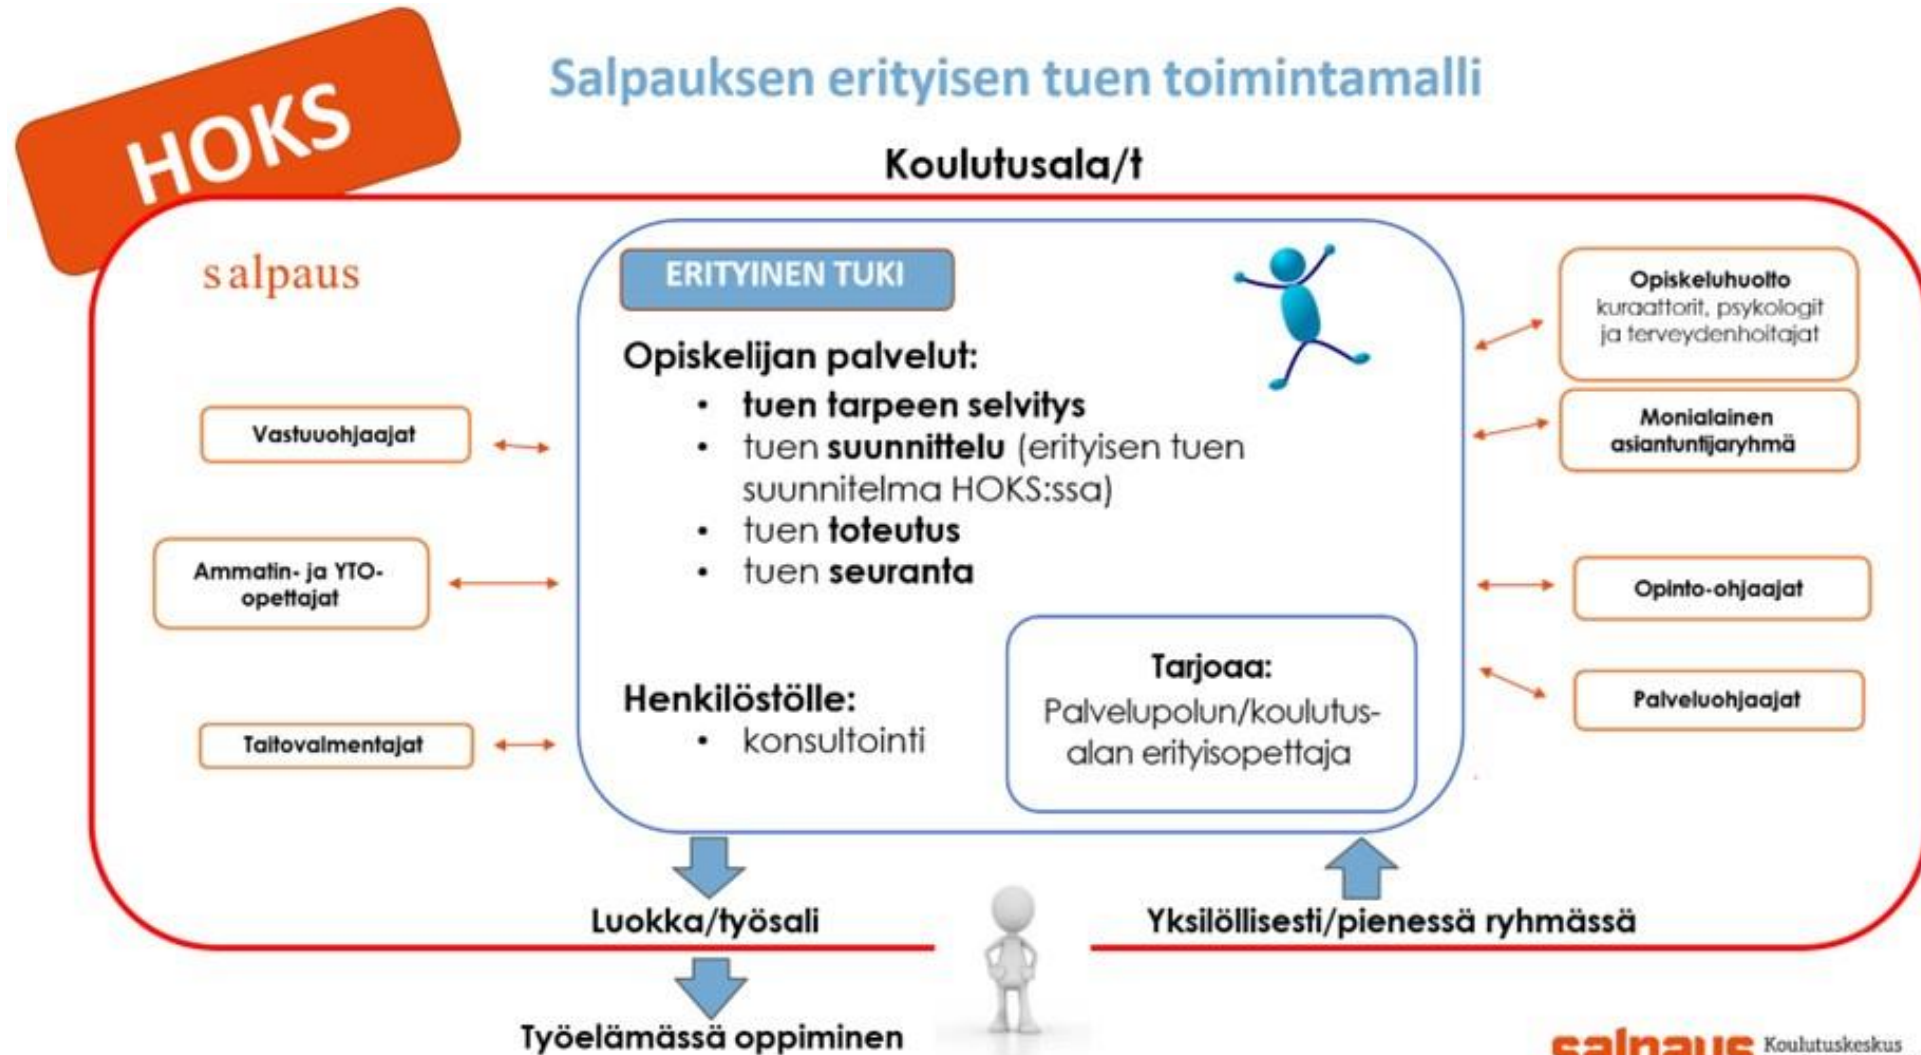 HOKS
Salpauksen erityisen tuen toimintamalli
Koulutusala/t
salpaus
ERITYINEN TUKI
Opiskelijan palvelut:
• tuen tarpeen selvitys
• tuen suunnittelu (erityisen tuen
suunnitelma HOKS:ssa)
• tuen toteutus
• tuen seuranta
Henkilöstölle:
• konsultointi
Tarjoaa:
Palvelupolun/koulutus-
alan erityisopettaja
Vastuuohjaajat
Ammatin- ja YTO-
opettajat
Taitovalmentajat
Opiskeluhuolto
kuraattorit, psykologit
ja terveydenhoitajat
Monialainen
asiantuntijaryhmä
Opinto-ohjaajat
Palveluohjaajat
Luokka/työsali
Yksilöllisesti/pienessä ryhmässä
Työelämässä oppiminen
salpaus Koulutuskeskus